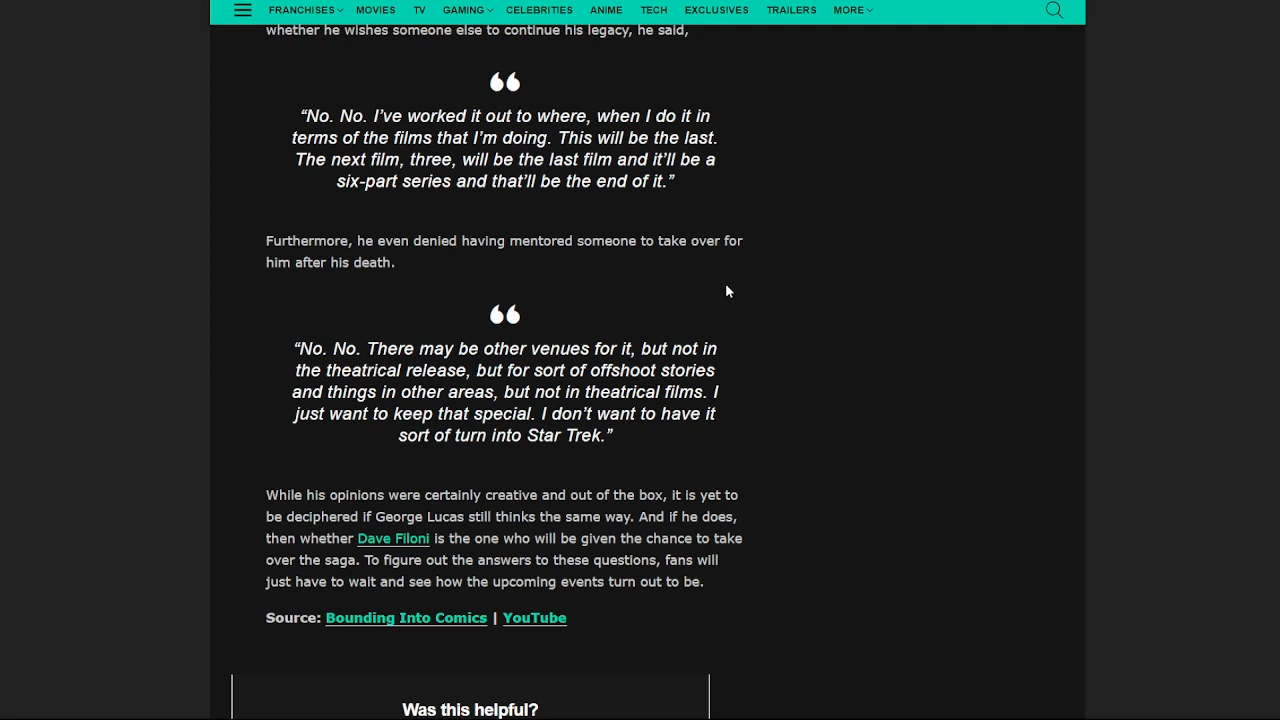 FRANCHISES MOVIES TV GAMING CELEBRITIES ANIME TECH EXCLUSIVES TRAILERS MORE
whether he wishes someone else to continue his legacy, he said,
“No. No. I’ve worked it out to where, when I do it in
terms of the films that I’m doing. This will be the last.
The next film, three, will be the last film and it’ll be a
six-part series and that’ll be the end of it.”
Furthermore, he even denied having mentored someone to take over for
him after his death.
“No. No. There may be other venues for it, but not in
the theatrical release, but for sort of offshoot stories
and things in other areas, but not in theatrical films. I
just want to keep that special. I don’t want to have it
sort of turn into Star Trek.”
While his opinions were certainly creative and out of the box, it is yet to
be deciphered if George Lucas still thinks the same way. And if he does,
then whether Dave Filoni is the one who will be given the chance to take
over the saga. To figure out the answers to these questions, fans will
just have to wait and see how the upcoming events turn out to be.
Source: Bounding Into Comics | YouTube
Was this helpful?